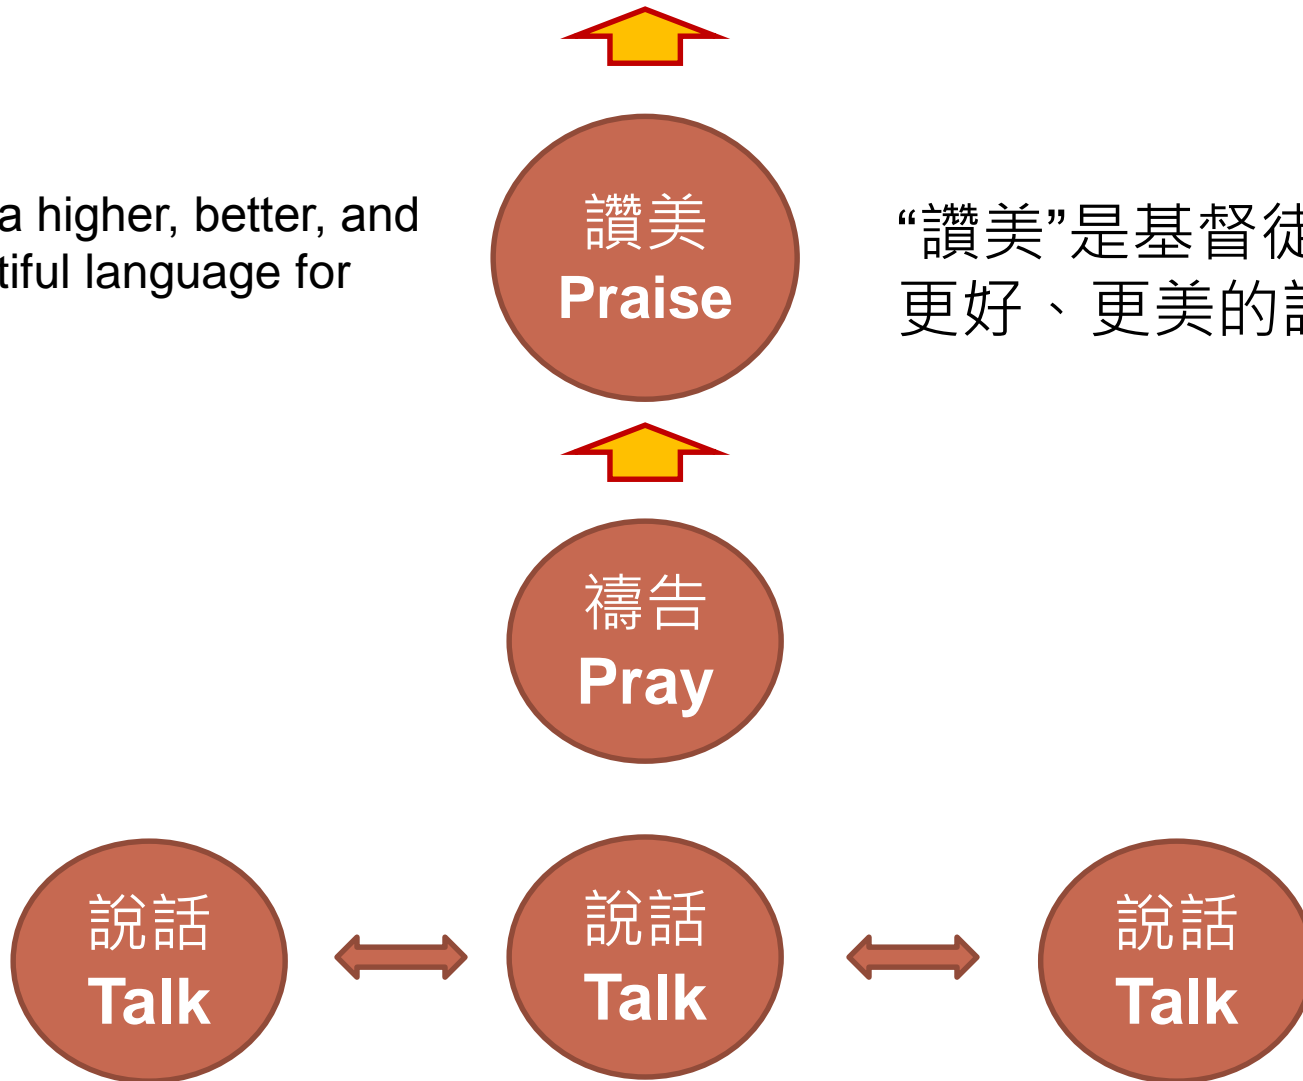 a higher, better, and
tiful language for
讚美
Praise
“讚美”是基督徒
更好、更美的
禱告
Pray
說話
Talk
說話
Talk
說話
Talk